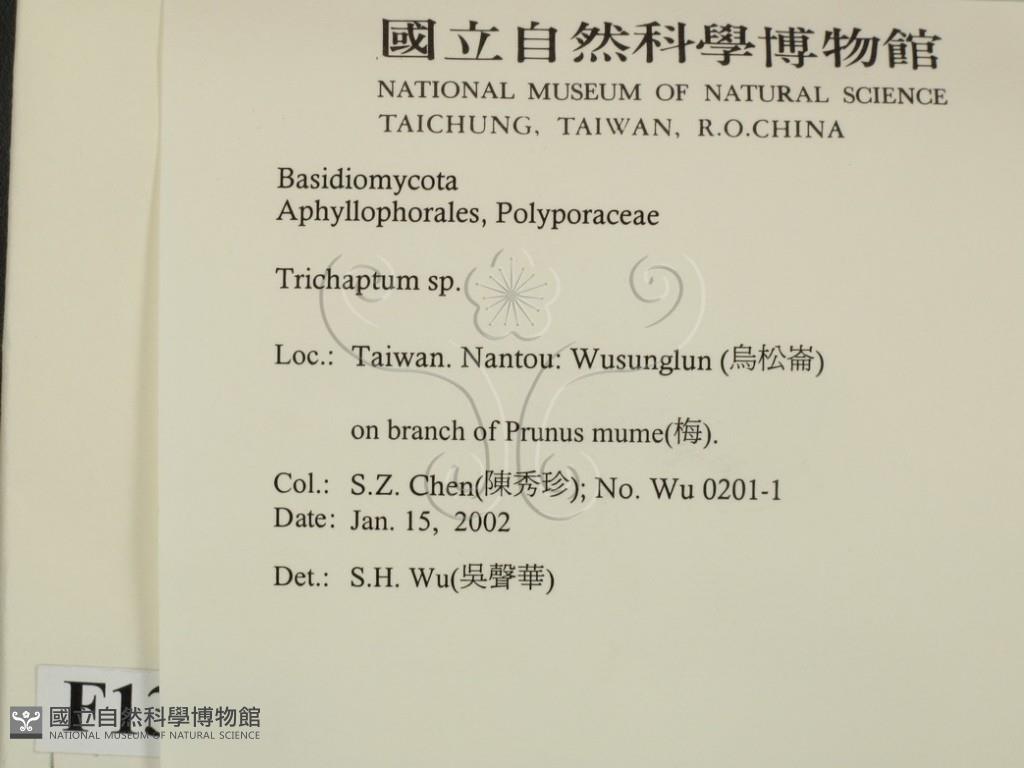 國立自然科學博物館
NATIONAL MUSEUM OF NATURAL SCIENCE
TAICHUNG, TAIWAN, R.O.CHINA
Basidiomycota
Aphyllophorales, Polyporaceae
Trichaptum sp.
Loc.: Taiwan. Nantou: Wusunglun (烏松崙)
on branch of Prunus mume(梅).
Col.: S.Z. Chen(陳秀珍); No. Wu 0201-1
Date: Jan. 15, 2002
Det.: S.H. Wu(吳聲華)
國立自然科學博物館
NATIONAL MUSEUM OF NATURAL SCIENCE